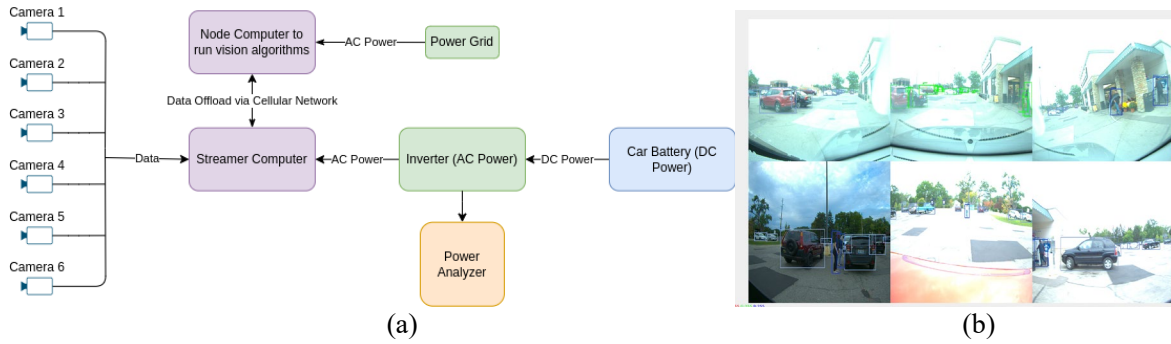 Camera 1
Camera 2
Camera 3
Camera 4
Camera 5
Camera 6
Data
Node Computer to
run vision algorithms
AC Power
Power Grid
Data Offload via Cellular Network
Streamer Computer
AC Power
Inverter (AC Power)
DC Power
Car Battery (DC
Power)
Power
Analyzer
(a)
(b)